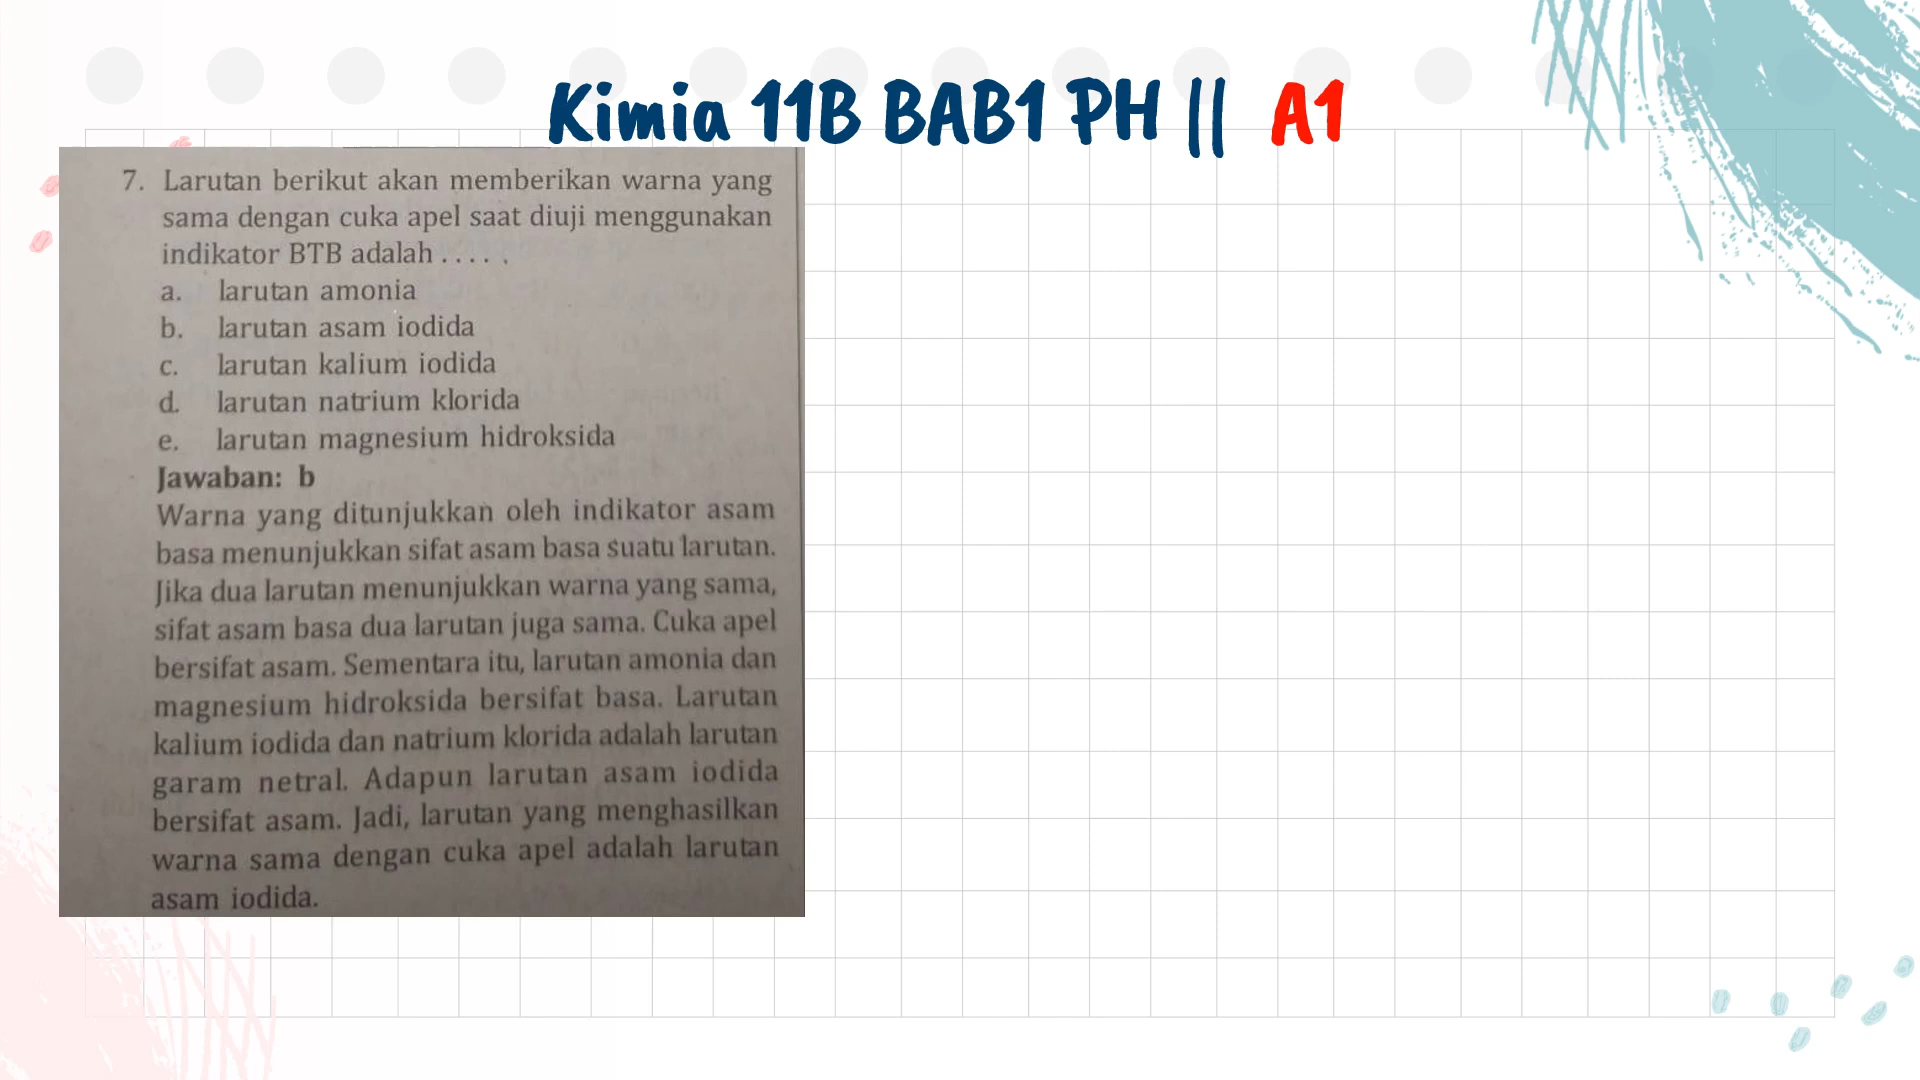 Kimia 11B BAB1 PH || A1
7. Larutan berikut akan memberikan warna yang
sama dengan cuka apel saat diuji menggunakan
indikator BTB adalah . . . . .
a. larutan amonia
b. larutan asam iodida
c. larutan kalium iodida
d. larutan natrium klorida
e. larutan magnesium hidroksida
Jawaban: b
Warna yang ditunjukkan oleh indikator asam
basa menunjukkan sifat asam basa suatu larutan.
Jika dua larutan menunjukkan warna yang sama,
sifat asam basa dua larutan juga sama. Cuka apel
bersifat asam. Sementara itu, larutan amonia dan
magnesium hidroksida bersifat basa. Larutan
kalium iodida dan natrium klorida adalah larutan
garam netral. Adapun larutan asam iodida
bersifat asam. Jadi, larutan yang menghasilkan
warna sama dengan cuka apel adalah larutan
asam iodida.